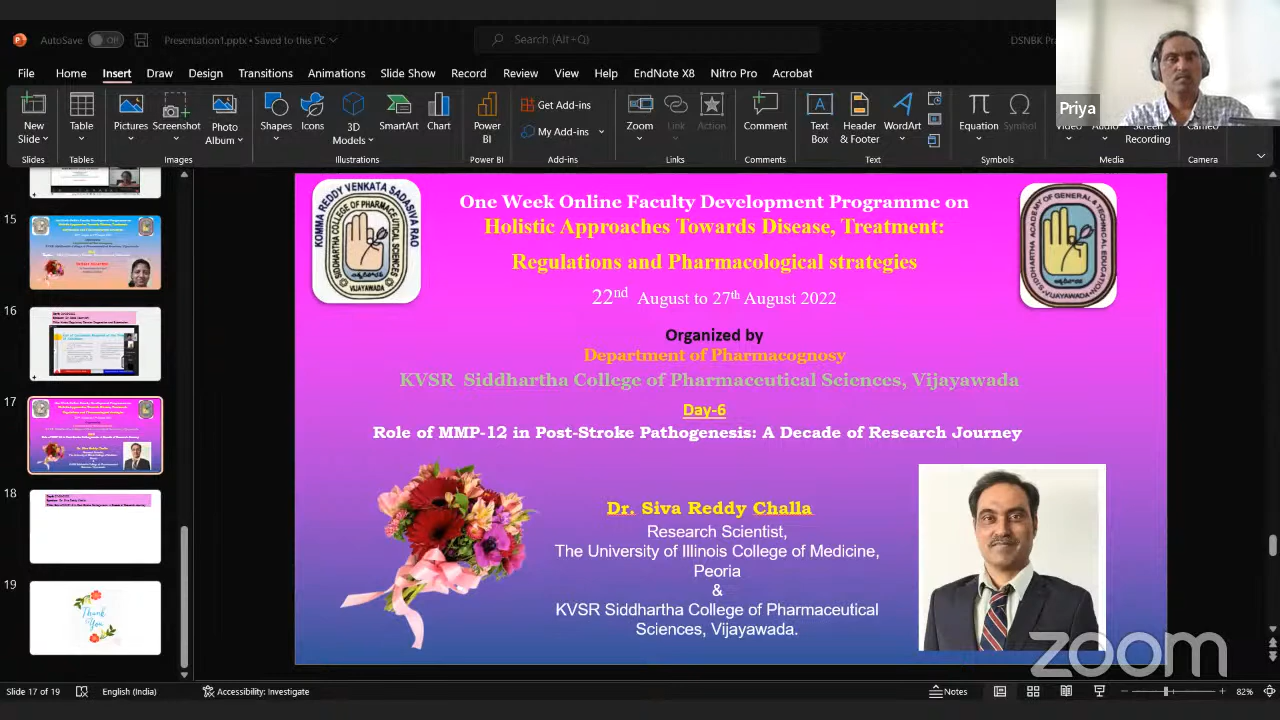 AutoSave Off Presentation1.pptx • Saved to this PC Search (Alt+Q) DSNBK Pra
File Home Insert Draw Design Transitions Animations Slide Show Record Review View Help EndNote X8 Nitro Pro Acrobat
Priya
New Slide
Table
Pictures
Screenshot
Photo Album
Shapes
Icons
3D Models
SmartArt
Chart
Power BI
Get Add-ins
My Add-ins
Zoom
Link
Action
Comment
Text Box
Header & Footer
WordArt
Equation
Symbol
Video
Audio
Screen Recording
Cameo
Slides Tables Images Illustrations Power BI Add-ins Links Comments Text Symbols Media Camera
15
16
17
18
19
Thank You
KOMMA REDDY VENKATA SADASIVA RAO
SIDDHARTHA COLLEGE OF PHARMACEUTICAL SCIENCES
VIJAYAWADA
SIDDHARTHA ACADEMY OF GENERAL & TECHNICAL EDUCATION
VIJAYAWADA
One Week Online Faculty Development Programme on
Holistic Approaches Towards Disease, Treatment:
Regulations and Pharmacological strategies
22nd August to 27th August 2022
Organized by
Department of Pharmacognosy
KVSR Siddhartha College of Pharmaceutical Sciences, Vijayawada
Day-6
Role of MMP-12 in Post-Stroke Pathogenesis: A Decade of Research Journey
Dr. Siva Reddy Challa
Research Scientist,
The University of Illinois College of Medicine,
Peoria
&
KVSR Siddhartha College of Pharmaceutical
Sciences, Vijayawada.
zoom
Slide 17 of 19 English (India) Accessibility: Investigate Notes 82%